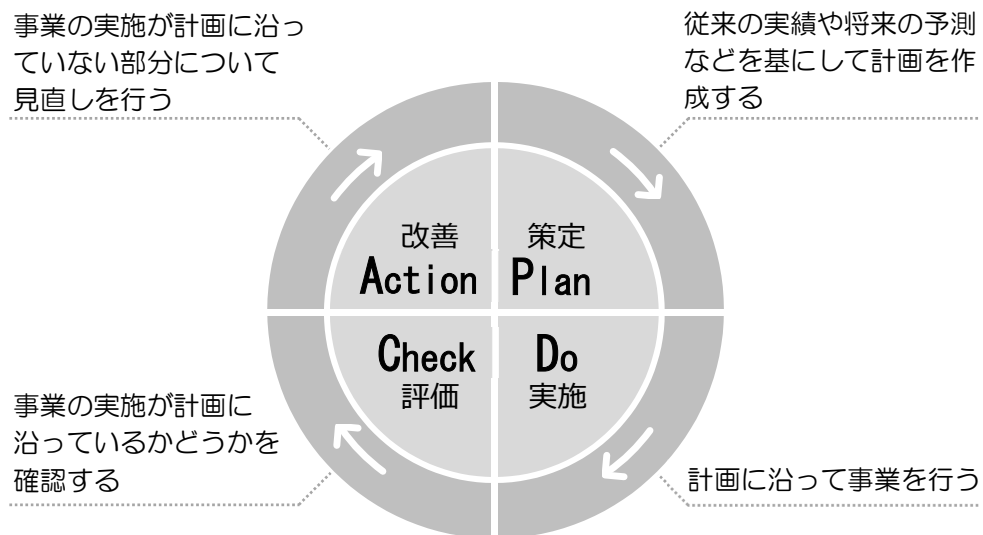 事業の実施が計画に沿っ
ていない部分について
見直しを行う
従来の実績や将来の予測
などを基にして計画を作
成する
改善
Action
策定
Plan
Check
評価
Do
実施
事業の実施が計画に
沿っているかどうかを
確認する
計画に沿って事業を行う